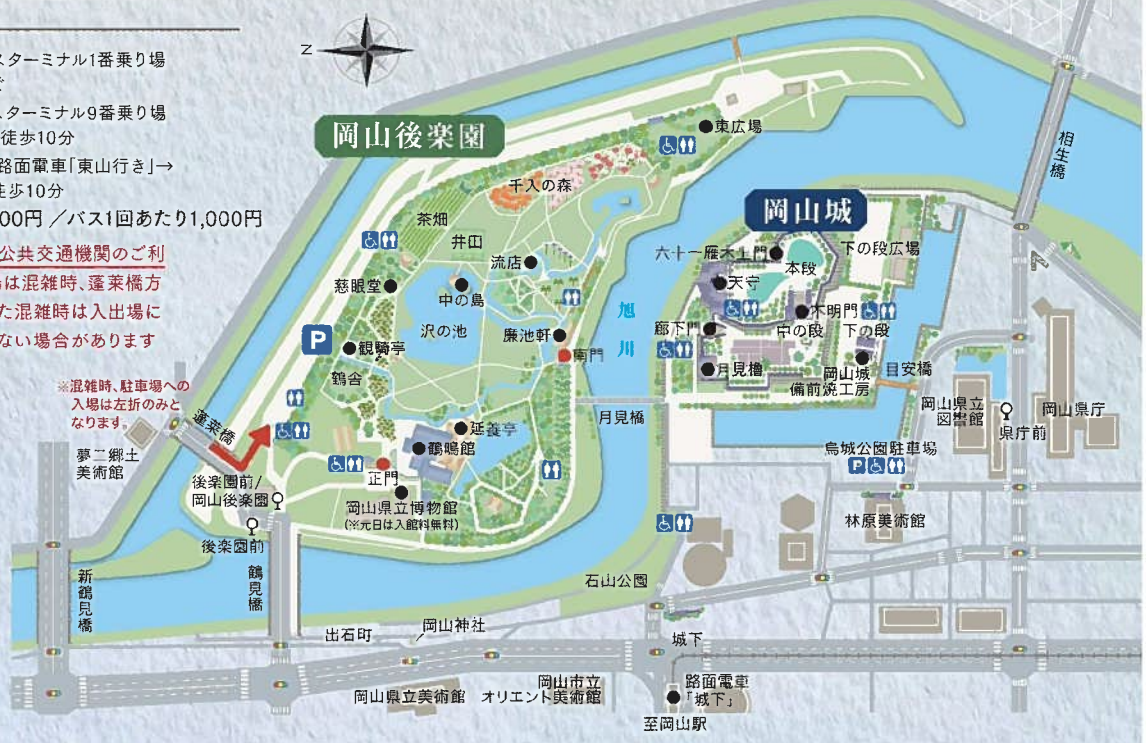 スターミナル1番乗り場
スターミナル9番乗り場
徒歩10分
路面電車「東山行き」→
徒歩10分
00円／バス1回あたり1,000円
公共交通機関のご利
は混雑時、蓬莱橋方
た混雑時は入出場に
ない場合があります
※混雑時、駐車場への
入場は左折のみと
なります。
N
岡山後楽園
東広場
千入の森
茶畑
井田
流店
慈眼堂
中の島
沢の池
廉池軒
P
観騎亭
南門
鶴舎
延養亭
鶴鳴館
正門
岡山県立博物館
(※元日は入館料無料)
蓬莱橋
夢二郷土
美術館
後楽園前/
岡山後楽園
後楽園前
新鶴見橋
鶴見橋
旭川
月見橋
岡山城
六十一雁木上門
本段
下の段広場
天守
不明門
廊下門
中の段
下の段
月見櫓
岡山城
備前焼工房
目安橋
相生橋
岡山県立
図書館
県庁前
岡山県庁
烏城公園駐車場
P
林原美術館
石山公園
出石町
岡山神社
城下
岡山県立美術館
岡山市立
オリエント美術館
路面電車
「城下」
至岡山駅